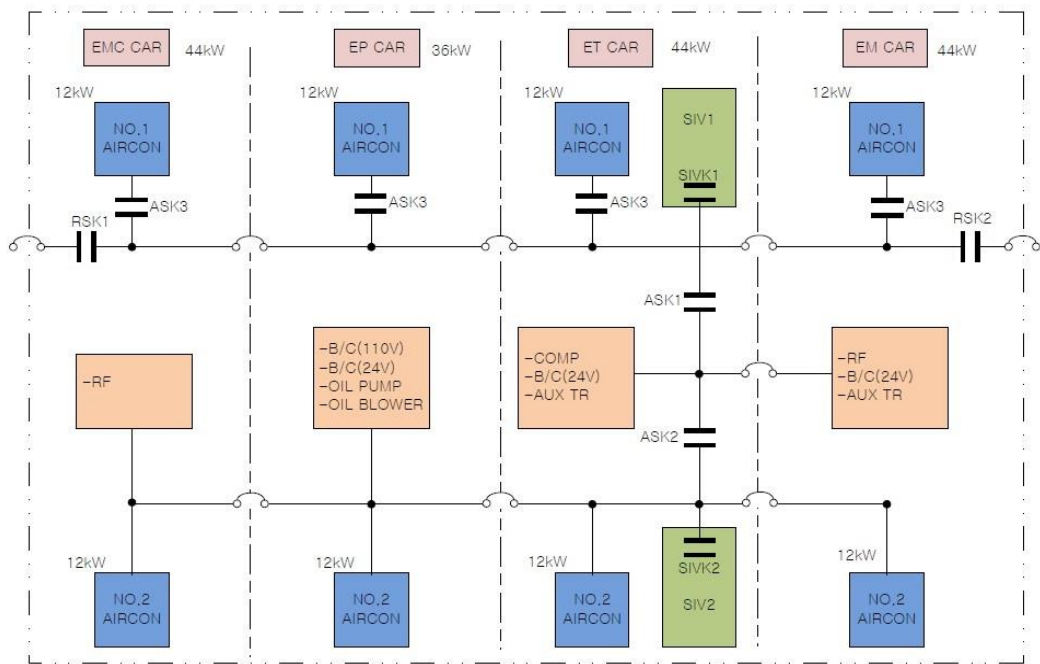 EMC CAR 44kW
EP CAR 36kW
ET CAR 44kW
EM CAR 44kW
12kW
NO.1
AIRCON
ASK3
RSK1
12kW
NO.1
AIRCON
ASK3
12kW
NO.1
AIRCON
ASK3
SIV1
SIVK1
12kW
NO.1
AIRCON
ASK3
RSK2
ASK1
-RF
-B/C(110V)
-B/C(24V)
-OIL PUMP
-OIL BLOWER
-COMP
-B/C(24V)
-AUX TR
-RF
-B/C(24V)
-AUX TR
ASK2
12kW
NO.2
AIRCON
12kW
NO.2
AIRCON
12kW
NO.2
AIRCON
SIVK2
SIV2
12kW
NO.2
AIRCON